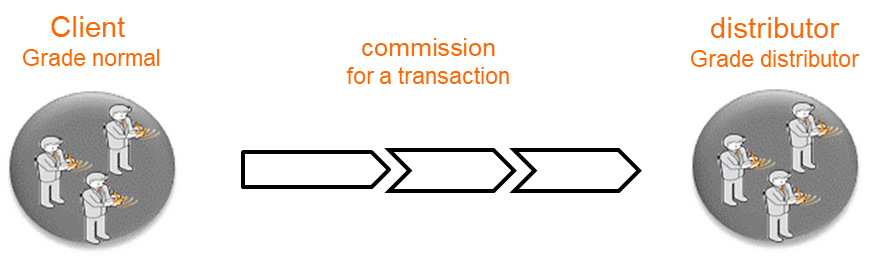 Client
Grade normal
commission
for a transaction
distributor
Grade distributor